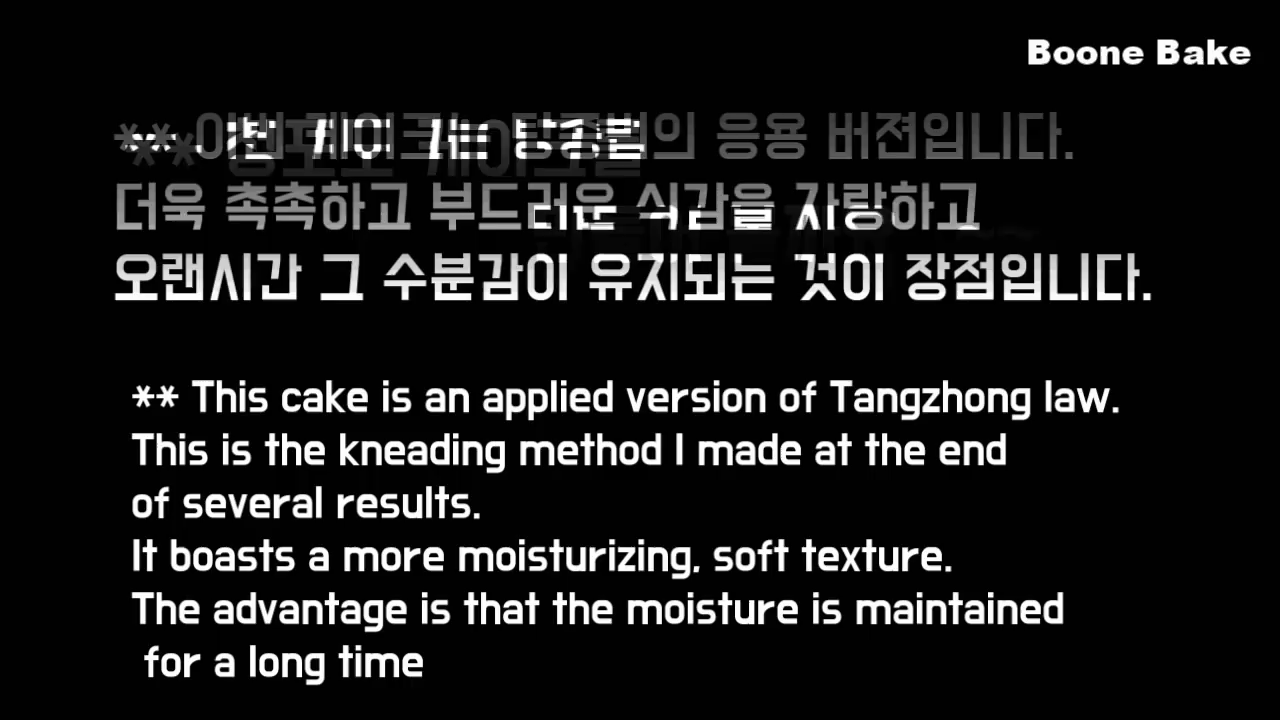 Boone Bake
** 이번 케이크는 탕종법의 응용 버젼입니다.
더욱 촉촉하고 부드러운 식감을 자랑하고
오랜시간 그 수분감이 유지되는 것이 장점입니다.
** This cake is an applied version of Tangzhong law.
This is the kneading method I made at the end
of several results.
It boasts a more moisturizing, soft texture.
The advantage is that the moisture is maintained
for a long time